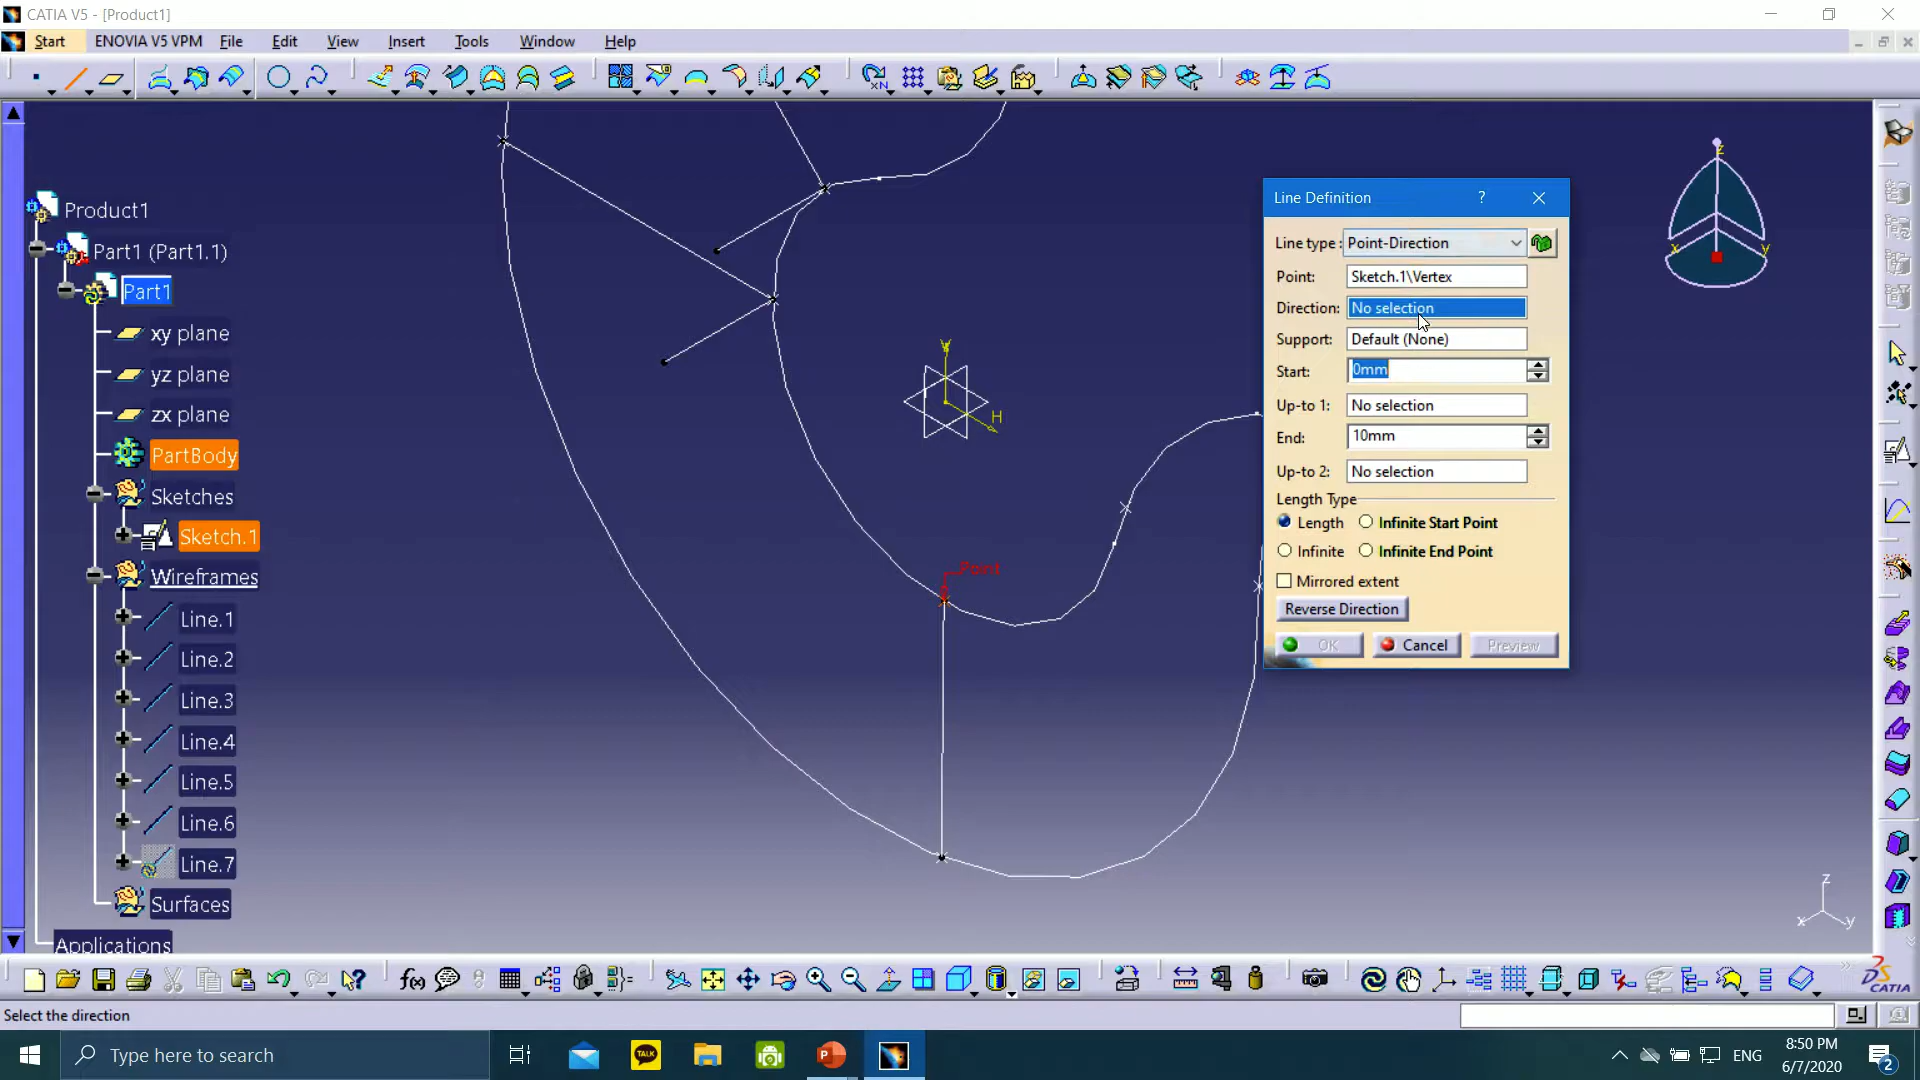 CATIA V5 - [Product1]
Start ENOVIA V5 VPM File Edit View Insert Tools Window Help
Product1
Part1 (Part1.1)
Part1
xy plane
yz plane
zx plane
PartBody
Sketches
Sketch.1
Wireframes
Line.1
Line.2
Line.3
Line.4
Line.5
Line.6
Line.7
Surfaces
Applications
V
H
Point
z
x
y
Line Definition ?
Line type : Point-Direction
Point: Sketch.1\Vertex
Direction: No selection
Support: Default (None)
Start: 0mm
Up-to 1: No selection
End: 10mm
Up-to 2: No selection
Length Type
Length Infinite Start Point
Infinite Infinite End Point
Mirrored extent
Reverse Direction
OK Cancel Preview
z
x
y
f(x)
CATIA
Select the direction
Type here to search
TALK
ENG
8:50 PM
6/7/2020
2